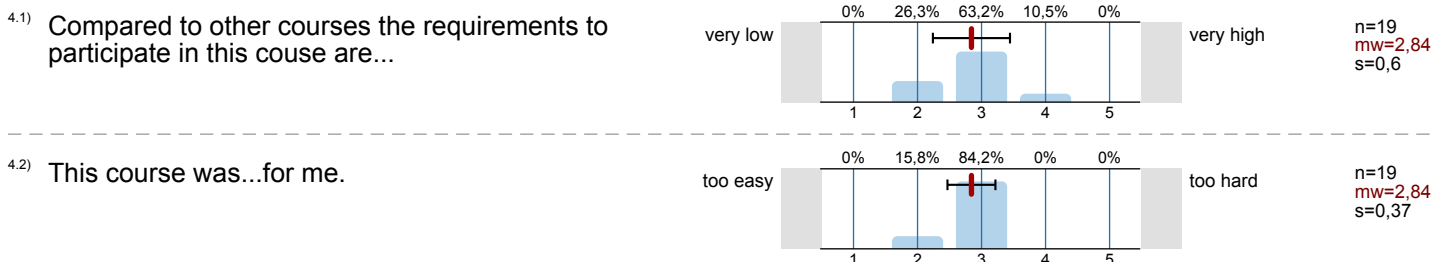 4.1) Compared to other courses the requirements to
participate in this couse are...
0% 26,3% 63,2% 10,5% 0%
very low
very high
1 2 3 4 5
n=19
mw=2,84
s=0,6
4.2) This course was...for me.
0% 15,8% 84,2% 0% 0%
too easy
too hard
1 2 3 4 5
n=19
mw=2,84
s=0,37